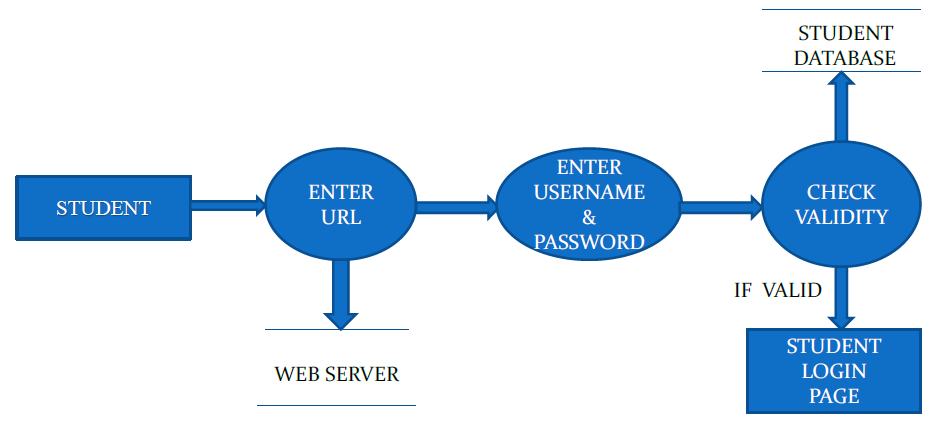 STUDENT
ENTER
URL
WEB SERVER
ENTER
USERNAME
&
PASSWORD
CHECK
VALIDITY
STUDENT
DATABASE
IF VALID
STUDENT
LOGIN
PAGE